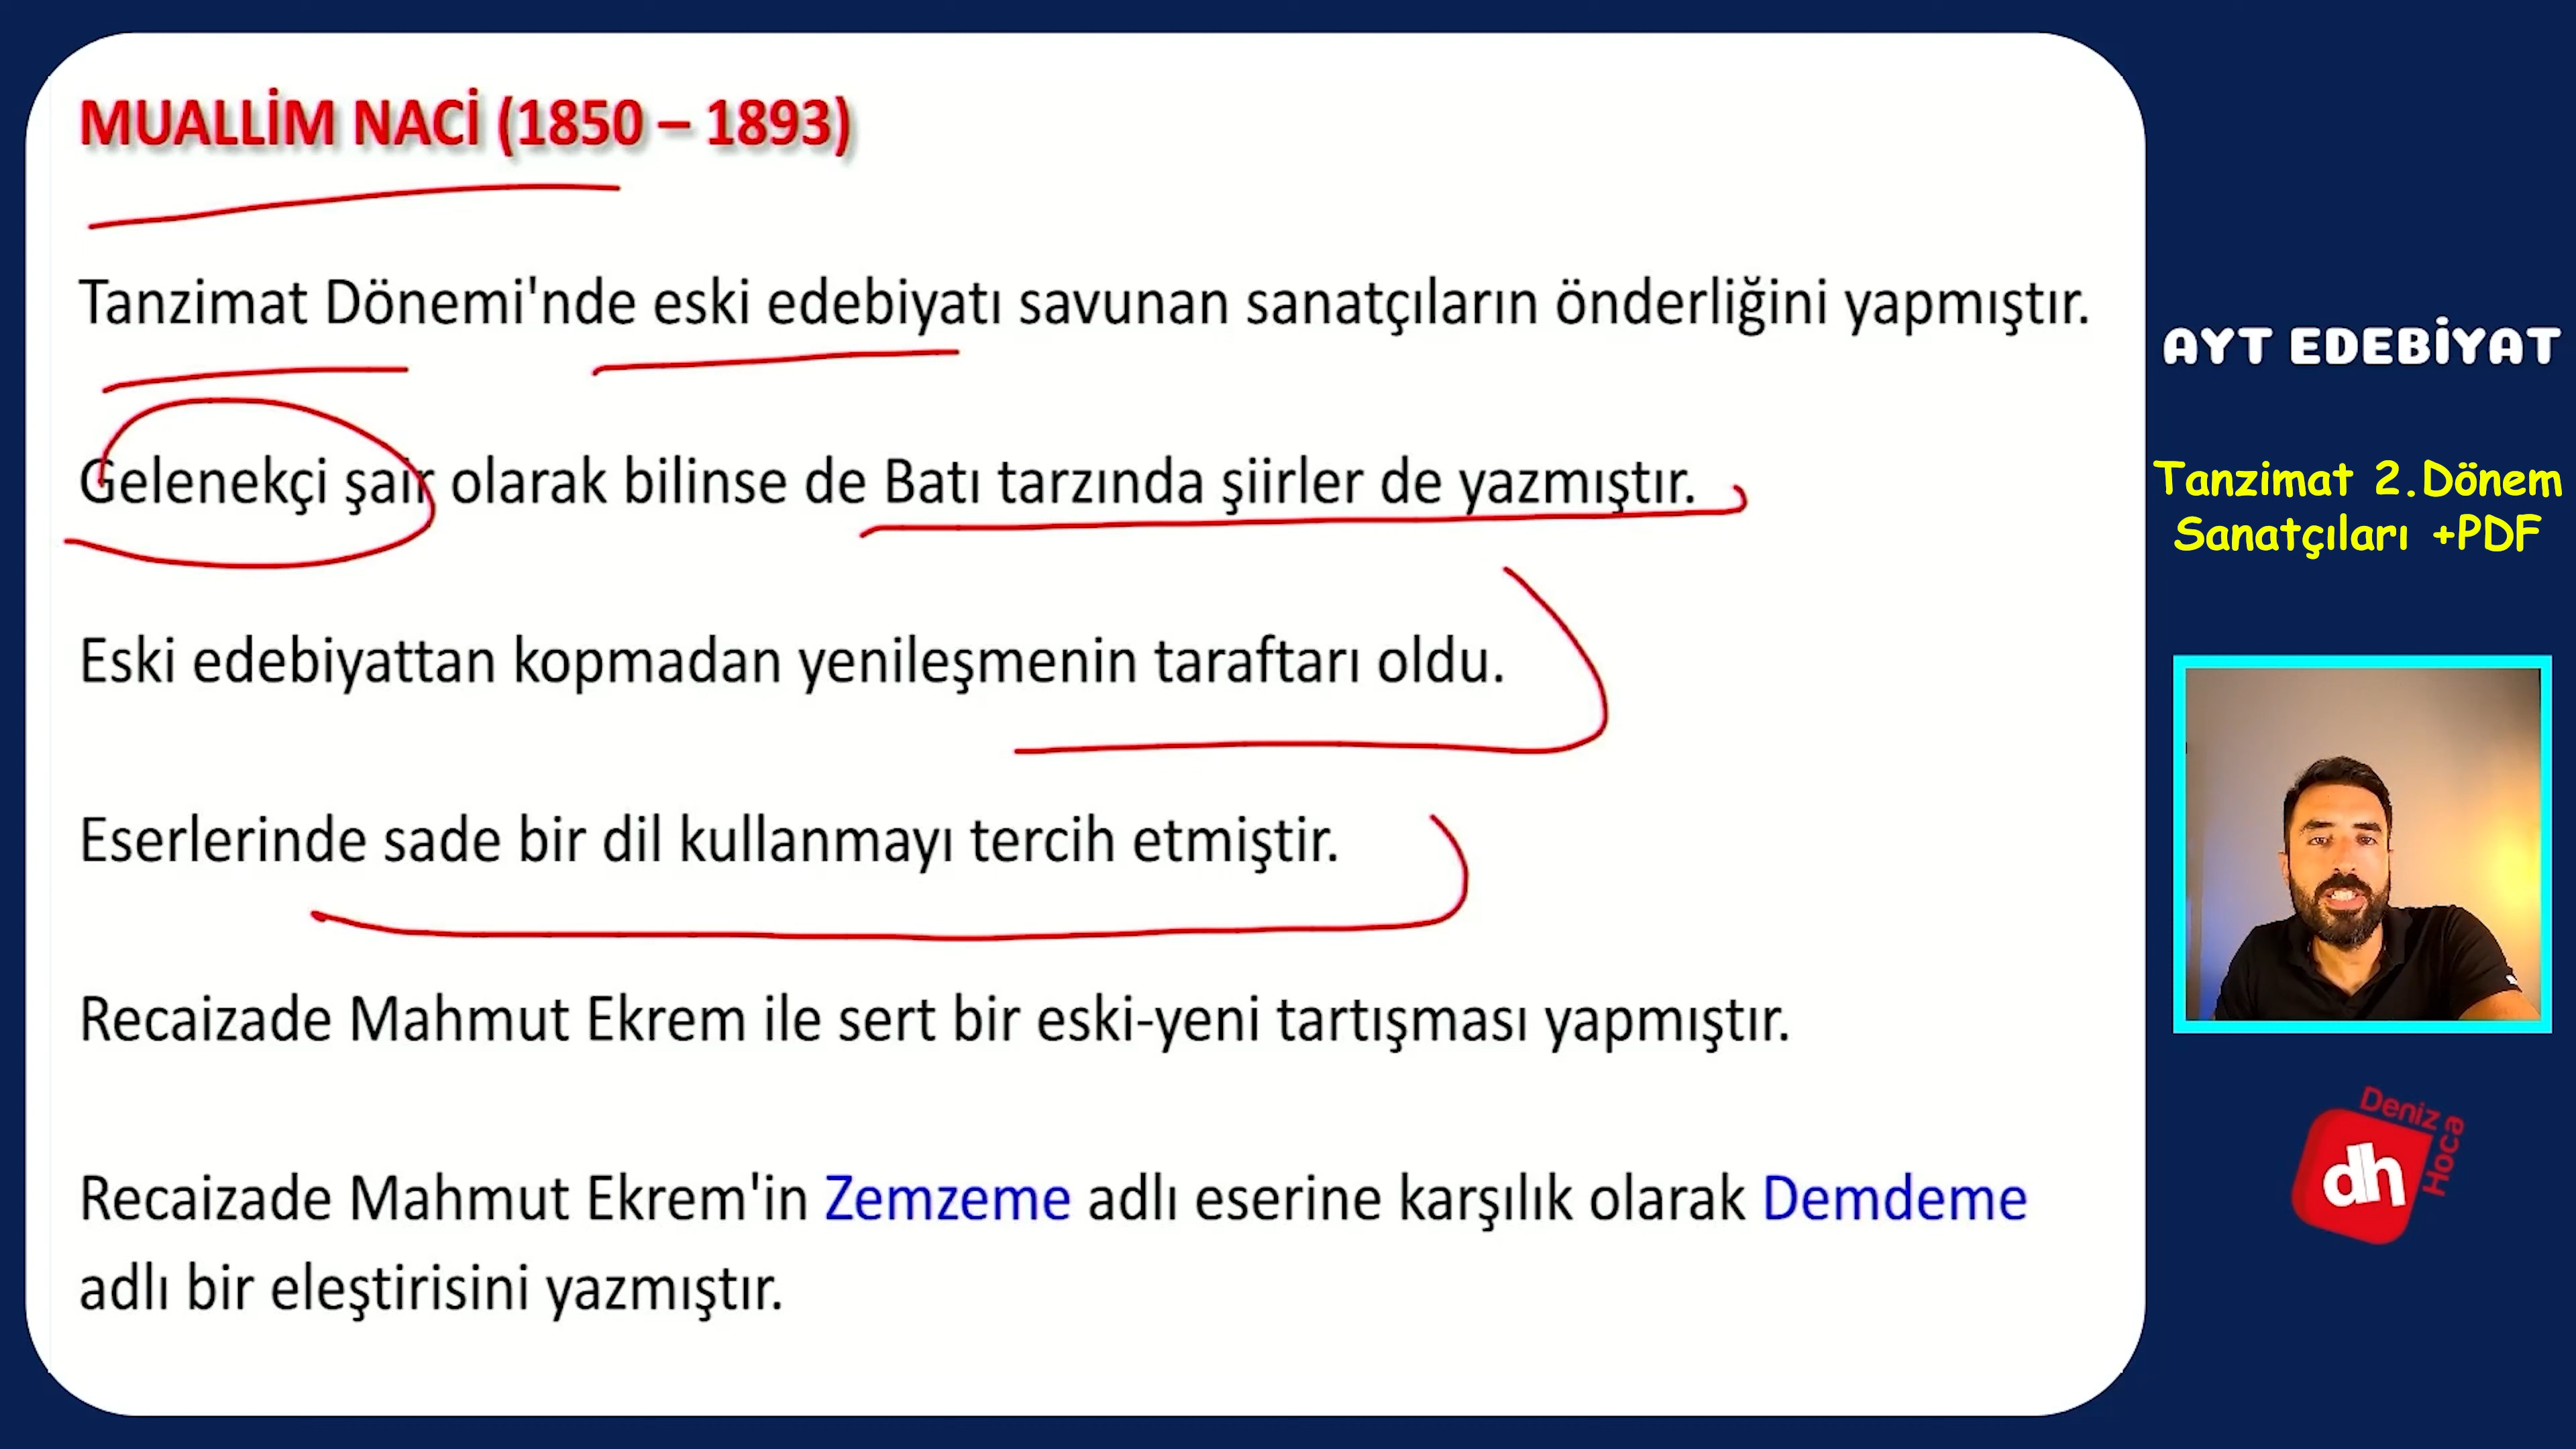 MUALLİM NACİ (1850 – 1893)
Tanzimat Dönemi'nde eski edebiyatı savunan sanatçıların önderliğini yapmıştır.
Gelenekçi şair olarak bilinse de Batı tarzında şiirler de yazmıştır.
Eski edebiyattan kopmadan yenileşmenin taraftarı oldu.
Eserlerinde sade bir dil kullanmayı tercih etmiştir.
Recaizade Mahmut Ekrem ile sert bir eski-yeni tartışması yapmıştır.
Recaizade Mahmut Ekrem'in Zemzeme adlı eserine karşılık olarak Demdeme
adlı bir eleştirisini yazmıştır.
AYT EDEBİYAT
Tanzimat 2.Dönem
Sanatçıları +PDF
Deniz
Hoca
dh